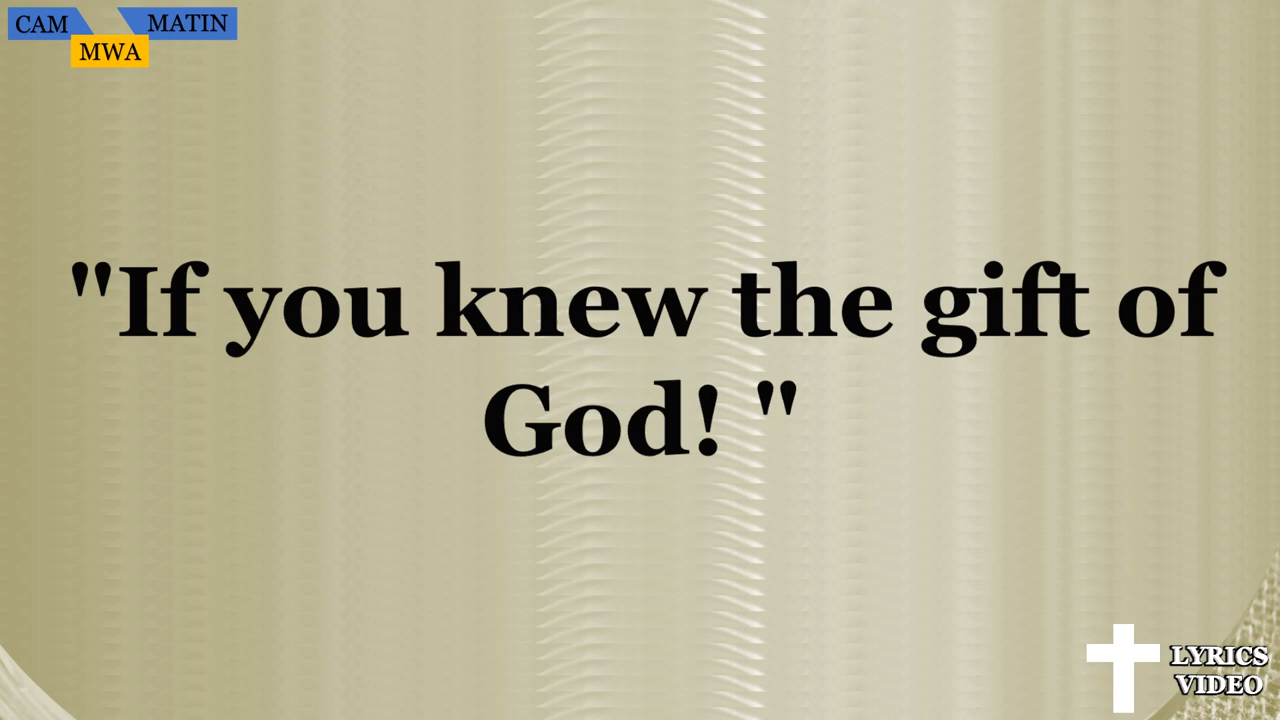 CAM MATIN
MWA
"If you knew the gift of
God! "
LYRICS
VIDEO